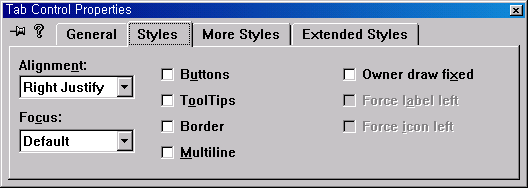 Tab Control Properties
General Styles More Styles Extended Styles
Alignment:
Right Justify
Focus:
Default
Buttons
ToolTips
Border
Multiline
Owner draw fixed
Force label left
Force icon left